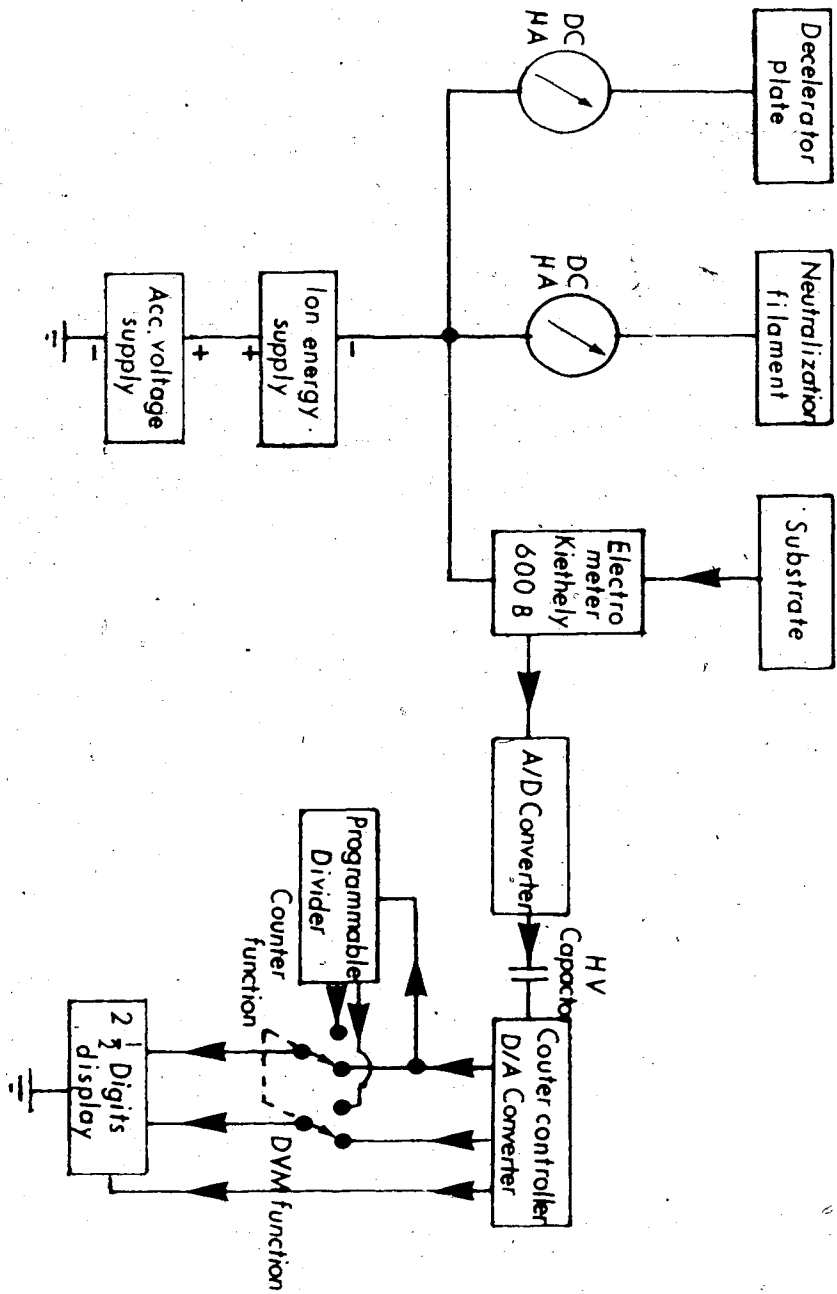 Decelerator
plate
Neutralization
filament
Substrate
DC
µA
DC
µA
Electro
meter
Kiethely
600 B
A/D Converter
HV
Capactor
Couter controller
D/A Converter
Ion energy
supply
-
+
Acc. voltage
supply
+
-
Programmable
Divider
Counter
function
DVM function
2 1/2 Digits
display